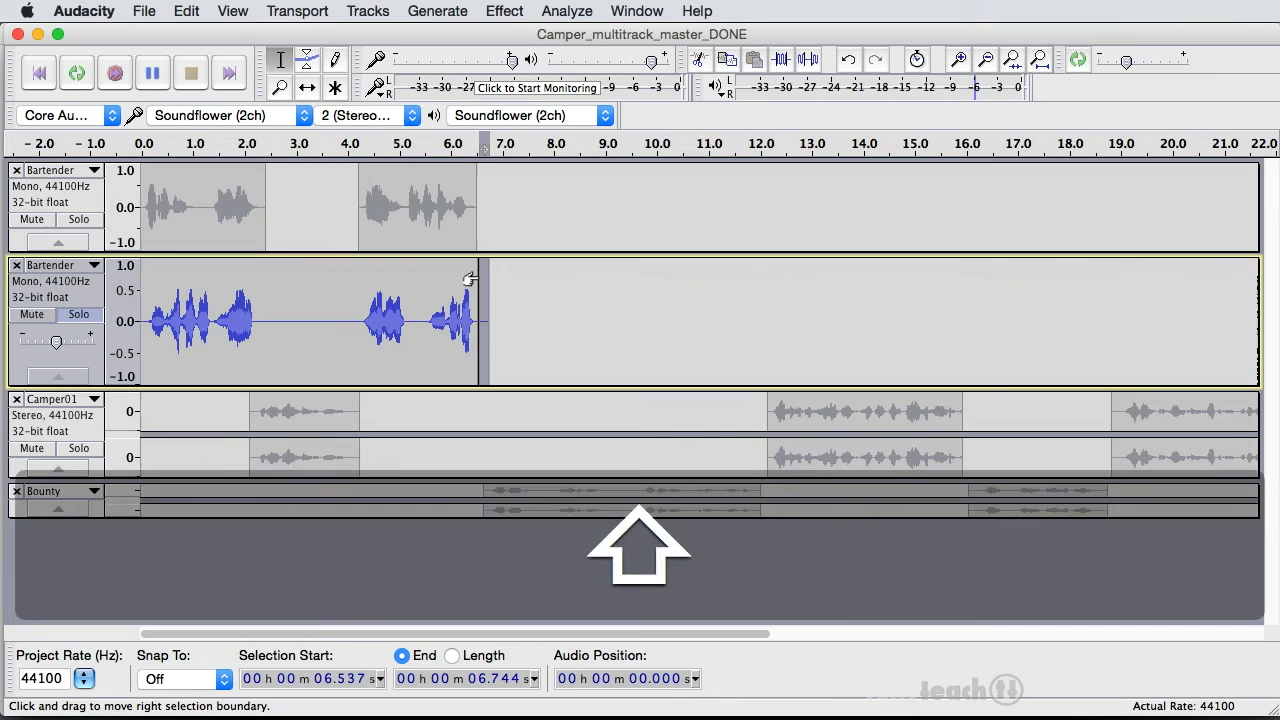 Audacity File Edit View Transport Tracks Generate Effect Analyze Window Help
Camper_multitrack_master_DONE
L R -33 -30 -27 Click to Start Monitoring -9 -6 -3 0 L R -33 -30 -27 -24 -21 -18 -15 -12 -9 -6 -3 0
Core Au... Soundflower (2ch) 2 (Stereo... Soundflower (2ch)
- 2.0 - 1.0 0.0 1.0 2.0 3.0 4.0 5.0 6.0 7.0 8.0 9.0 10.0 11.0 12.0 13.0 14.0 15.0 16.0 17.0 18.0 19.0 20.0 21.0 22.0
Bartender 1.0
Mono, 44100Hz
32-bit float 0.0
Mute Solo
-1.0
Bartender 1.0
Mono, 44100Hz
32-bit float 0.5
Mute Solo 0.0
- +
-0.5
-1.0
Camper01
Stereo, 44100Hz 0-
32-bit float
Mute Solo 0-
Bounty
Project Rate (Hz): Snap To: Selection Start: End Length Audio Position:
44100 Off 00 h 00 m 06.537 s 00 h 00 m 06.744 s 00 h 00 m 00.000 s
Click and drag to move right selection boundary. Actual Rate: 44100